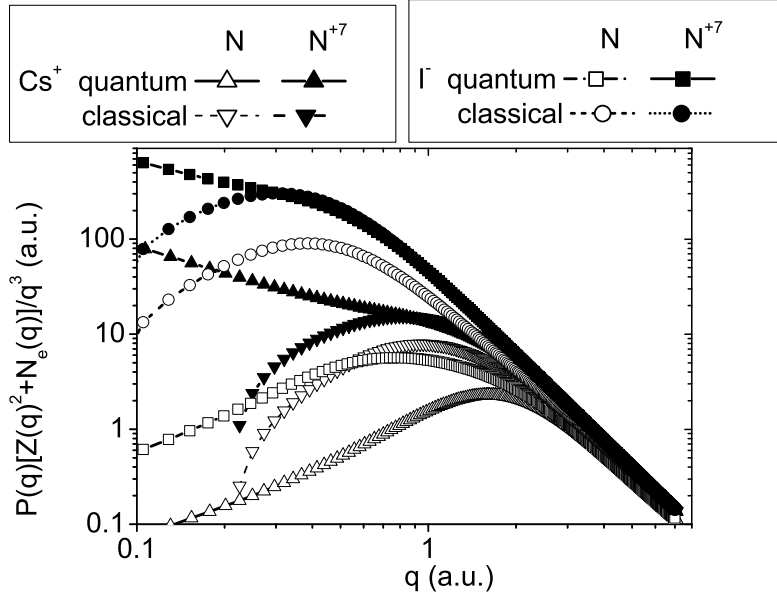 N N+7
Cs+ quantum
classical
N N+7
I- quantum
classical
P(q)[Z(q)2+Ne(q)]/q3 (a.u.)
100
10
1
0.1
0.1 1
q (a.u.)